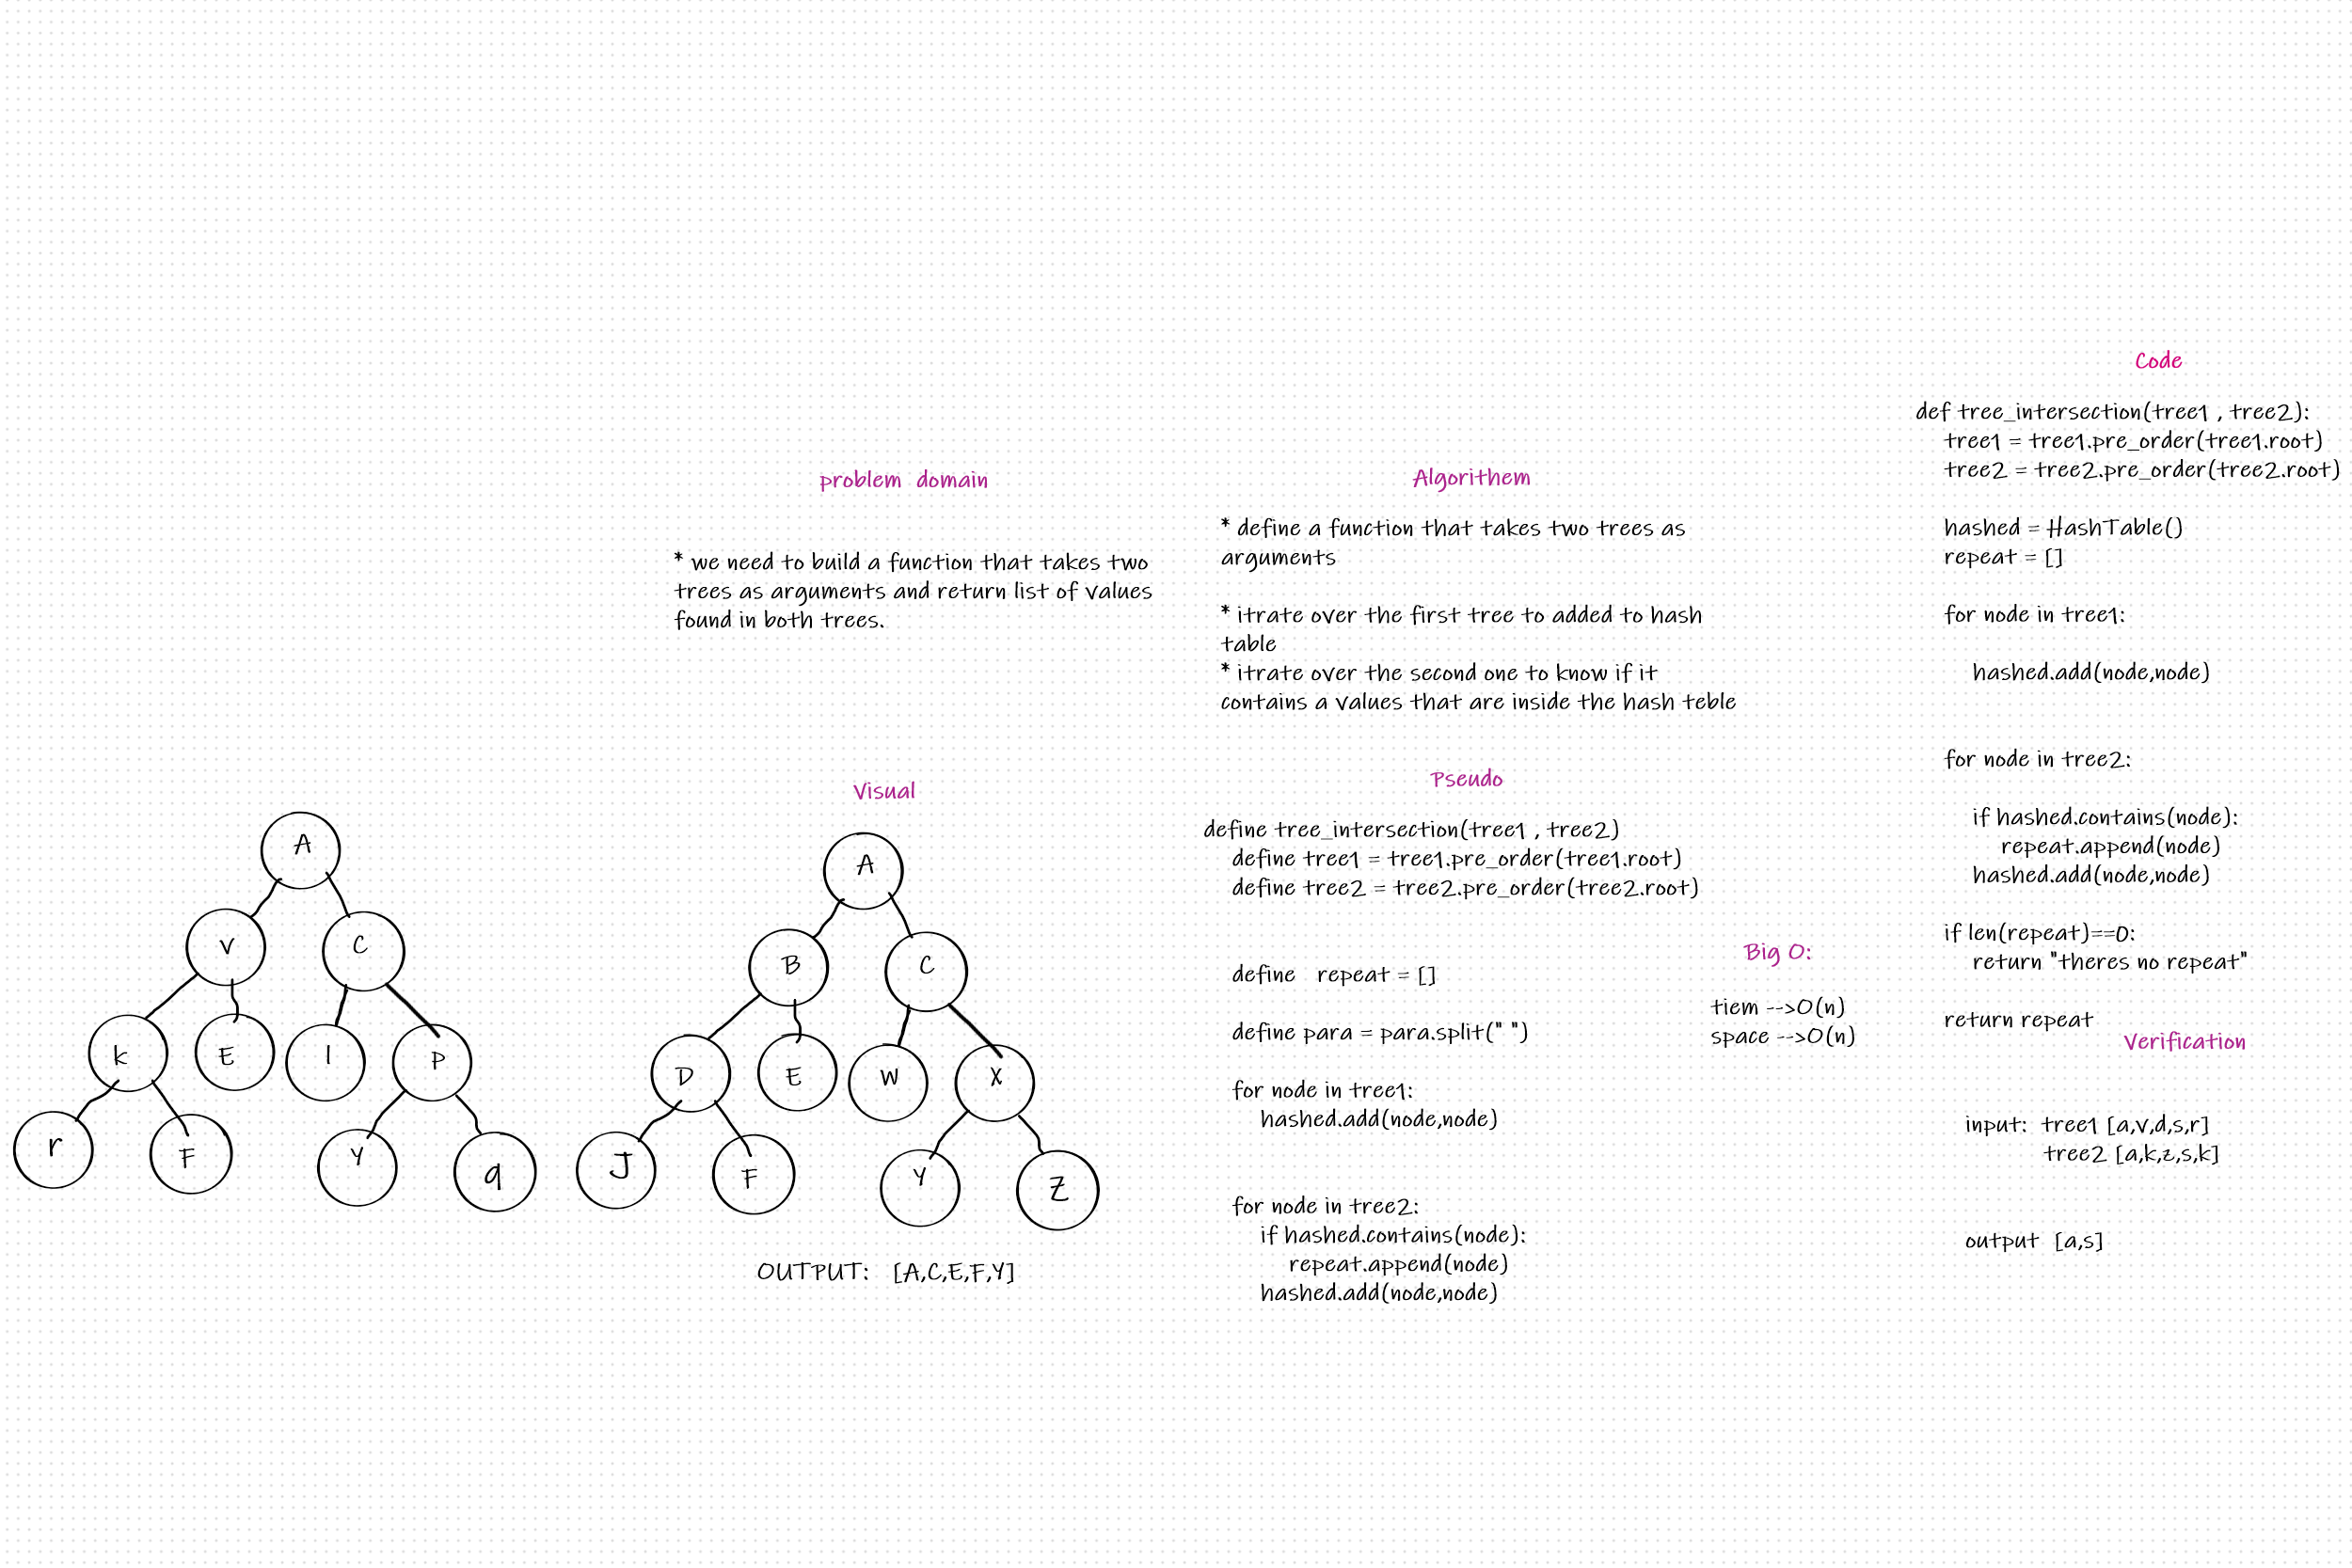 problem domain
* we need to build a function that takes two
trees as arguments and return list of values
found in both trees.
Visual
A
V
C
k
E
I
P
r
F
Y
q
A
B
C
D
E
W
X
J
F
Y
Z
OUTPUT: [A,C,E,F,Y]
Algorithem
* define a function that takes two trees as
arguments
* itrate over the first tree to added to hash
table
* itrate over the second one to know if it
contains a values that are inside the hash teble
Pseudo
define tree_intersection(tree1 , tree2)
define tree1 = tree1.pre_order(tree1.root)
define tree2 = tree2.pre_order(tree2.root)
define repeat = []
define para = para.split(" ")
for node in tree1:
hashed.add(node,node)
for node in tree2:
if hashed.contains(node):
repeat.append(node)
hashed.add(node,node)
Big O:
tiem -->O(n)
space -->O(n)
Code
def tree_intersection(tree1 , tree2):
tree1 = tree1.pre_order(tree1.root)
tree2 = tree2.pre_order(tree2.root)
hashed = HashTable()
repeat = []
for node in tree1:
hashed.add(node,node)
for node in tree2:
if hashed.contains(node):
repeat.append(node)
hashed.add(node,node)
if len(repeat)==0:
return "theres no repeat"
return repeat
Verification
input: tree1 [a,v,d,s,r]
tree2 [a,k,z,s,k]
output [a,s]